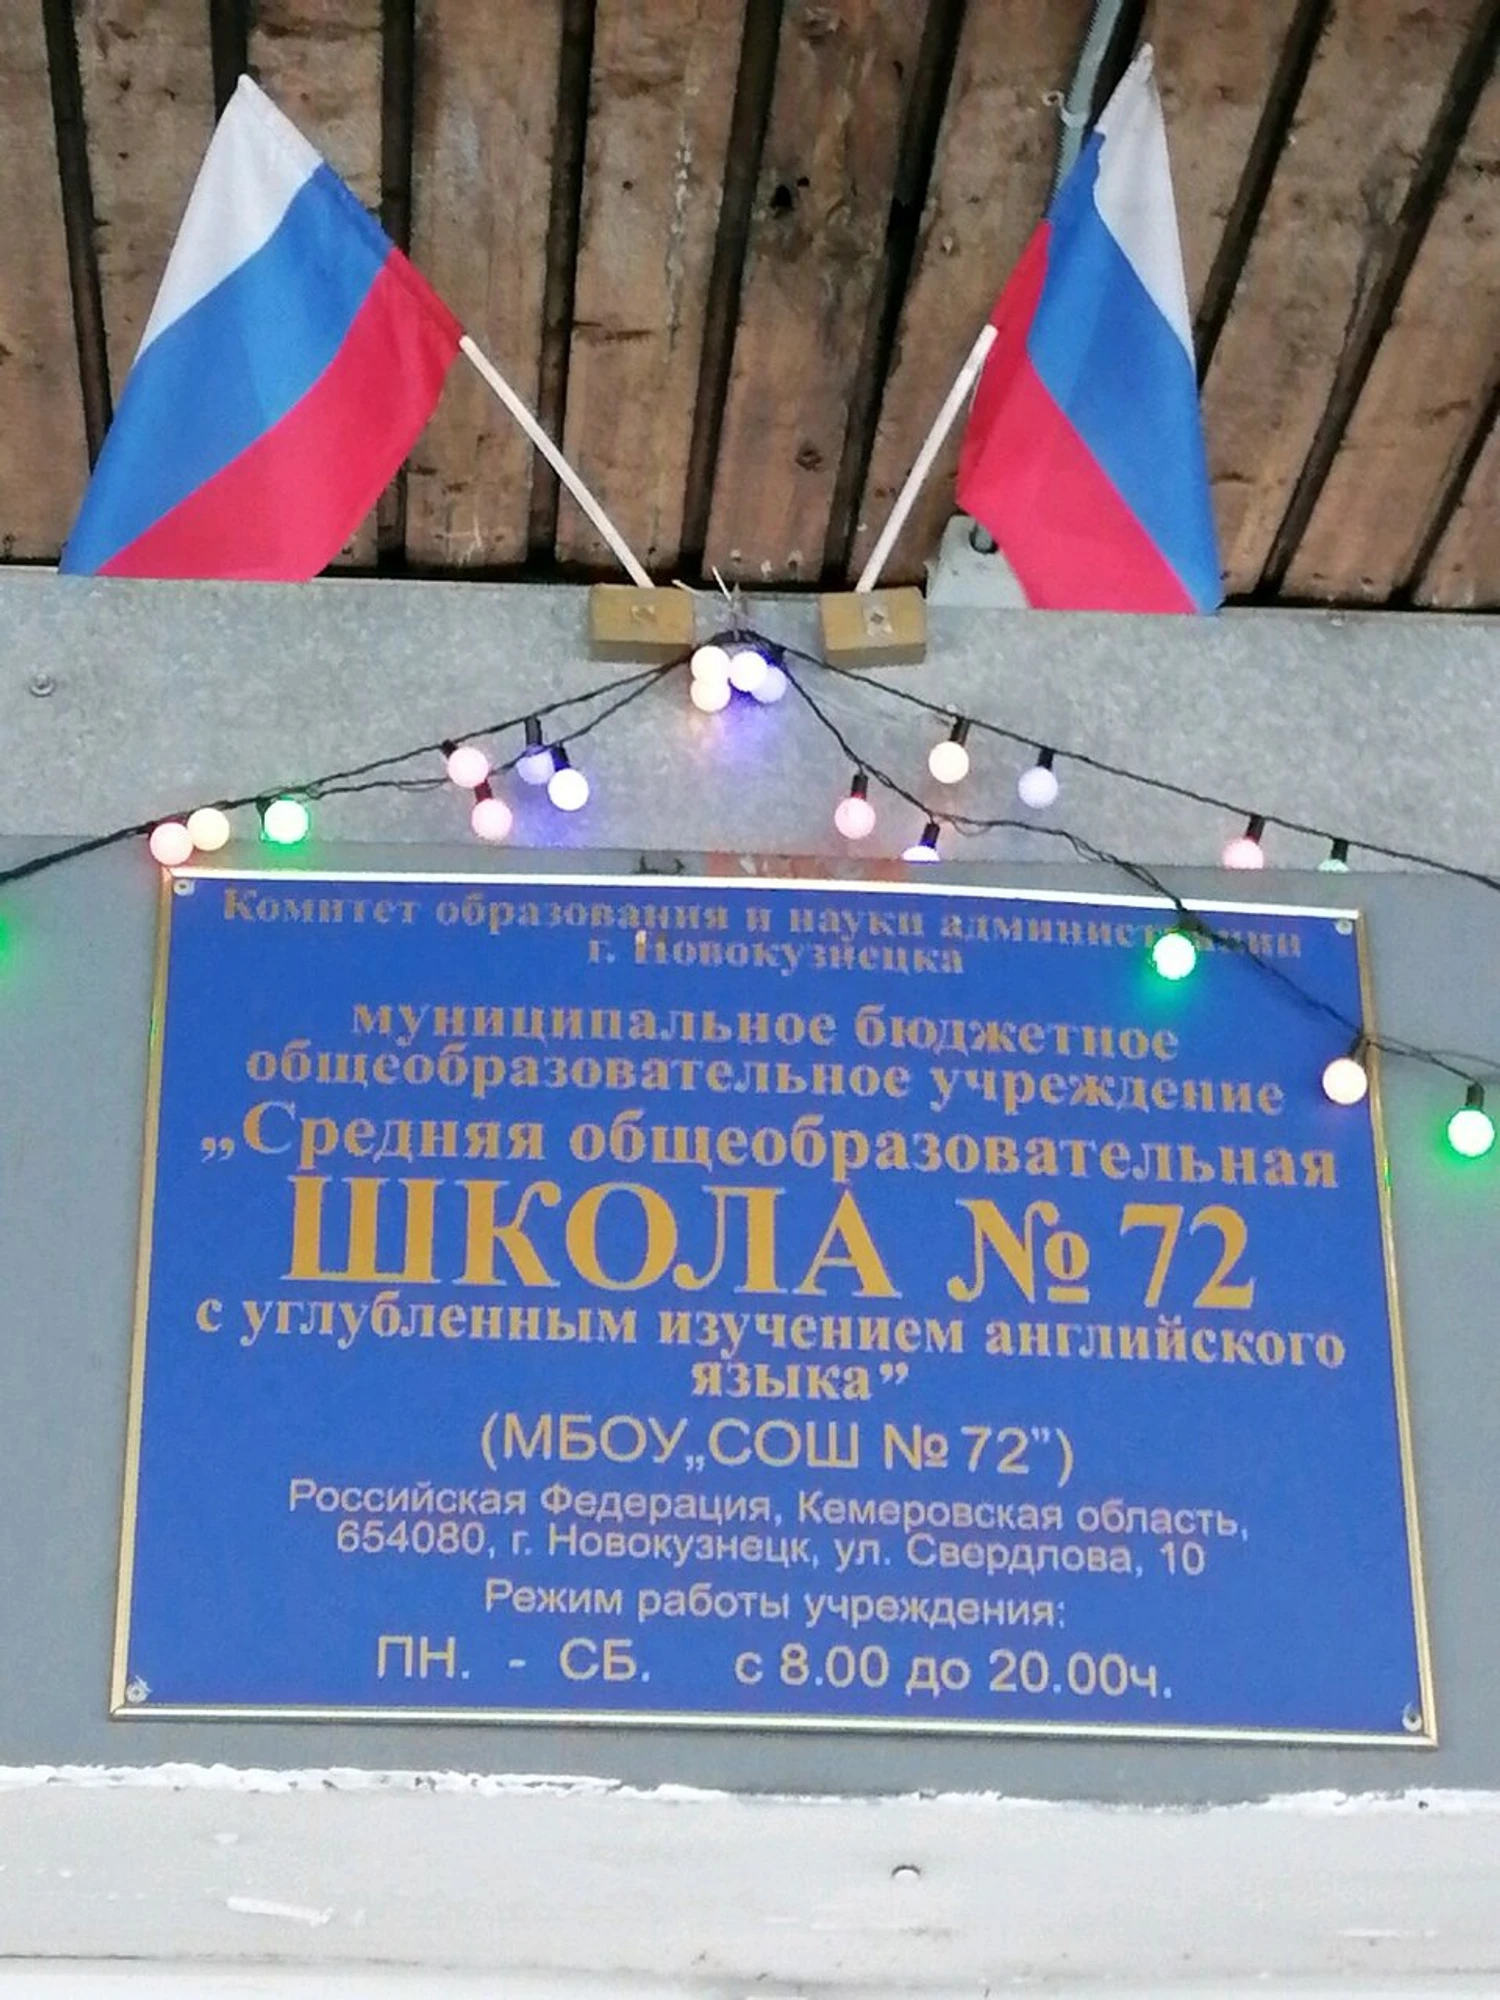 Комитет образования и науки администрации
г. Новокузнецка
муниципальное бюджетное
общеобразовательное учреждение
„Средняя общеобразовательная
ШКОЛА № 72
с углубленным изучением английского
языка”
(МБОУ„СОШ № 72”)
Российская Федерация, Кемеровская область,
654080, г. Новокузнецк, ул. Свердлова, 10
Режим работы учреждения:
ПН. - СБ. с 8.00 до 20.00ч.